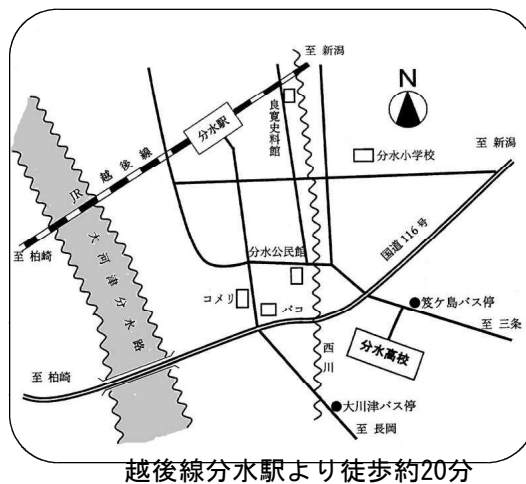 至 新潟
N
分水駅
良寛史料館
至 新潟
分水小学校
JR 越後線
国道116号
至 柏崎
大河津分水路
分水公民館
コメリ
パコ
笈ケ島バス停
至 三条
分水高校
西川
至 柏崎
大川津バス停
至 長岡
越後線分水駅より徒歩約20分